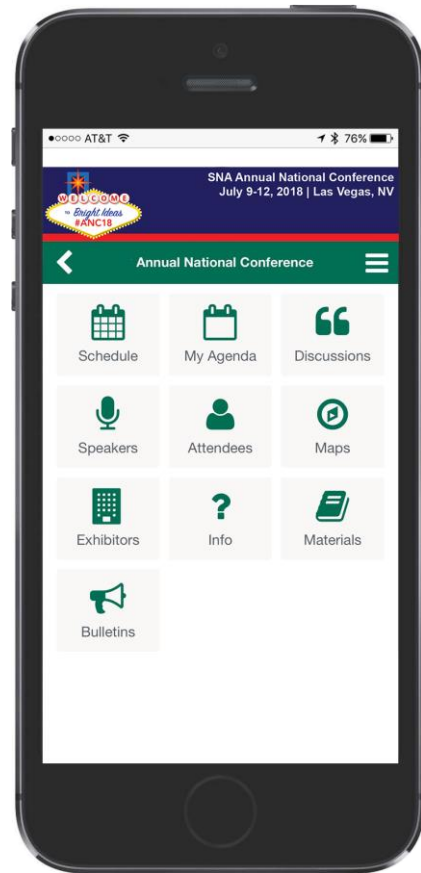 AT&T 76%
SNA Annual National Conference
July 9-12, 2018 | Las Vegas, NV
WELCOME
to Bright Ideas
#ANC18
Annual National Conference
Schedule My Agenda Discussions
Speakers Attendees Maps
Exhibitors ? Info Materials
Bulletins